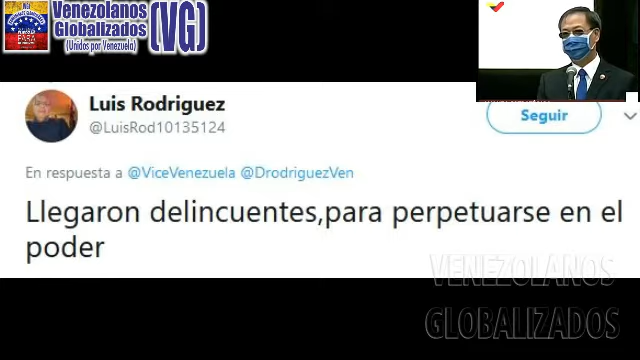 Venezolanos
Globalizados
(Unidos por Venezuela)
(VG)
Luis Rodriguez
@LuisRod10135124
Seguir
En respuesta a @ViceVenezuela @DrodriguezVen
Llegaron delincuentes,para perpetuarse en el
poder
VENEZOLANOS
GLOBALIZADOS